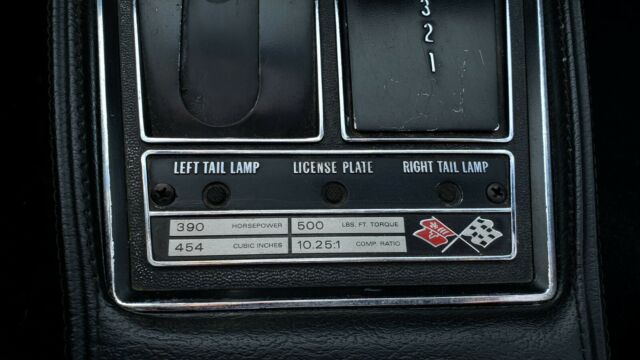 3
2
1
LEFT TAIL LAMP LICENSE PLATE RIGHT TAIL LAMP
390 HORSEPOWER 500 LBS. FT. TORQUE
454 CUBIC INCHES 10.25:1 COMP. RATIO